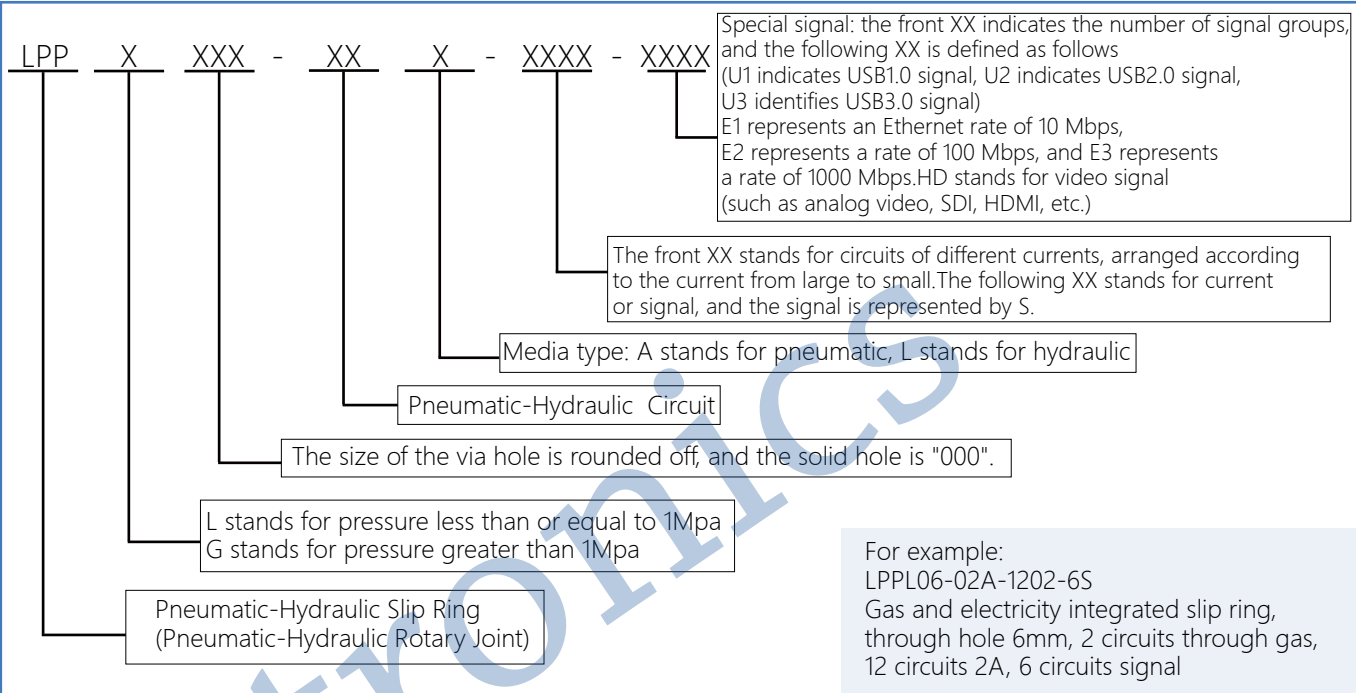 LPP X XXX - XX X - XXXX - XXXX
Special signal: the front XX indicates the number of signal groups,
and the following XX is defined as follows
(U1 indicates USB1.0 signal, U2 indicates USB2.0 signal,
U3 identifies USB3.0 signal)
E1 represents an Ethernet rate of 10 Mbps,
E2 represents a rate of 100 Mbps, and E3 represents
a rate of 1000 Mbps.HD stands for video signal
(such as analog video, SDI, HDMI, etc.)
The front XX stands for circuits of different currents, arranged according
to the current from large to small.The following XX stands for current
or signal, and the signal is represented by S.
Media type: A stands for pneumatic, L stands for hydraulic
Pneumatic-Hydraulic Circuit
The size of the via hole is rounded off, and the solid hole is "000".
L stands for pressure less than or equal to 1Mpa
G stands for pressure greater than 1Mpa
Pneumatic-Hydraulic Slip Ring
(Pneumatic-Hydraulic Rotary Joint)
For example:
LPPL06-02A-1202-6S
Gas and electricity integrated slip ring,
through hole 6mm, 2 circuits through gas,
12 circuits 2A, 6 circuits signal
tronics